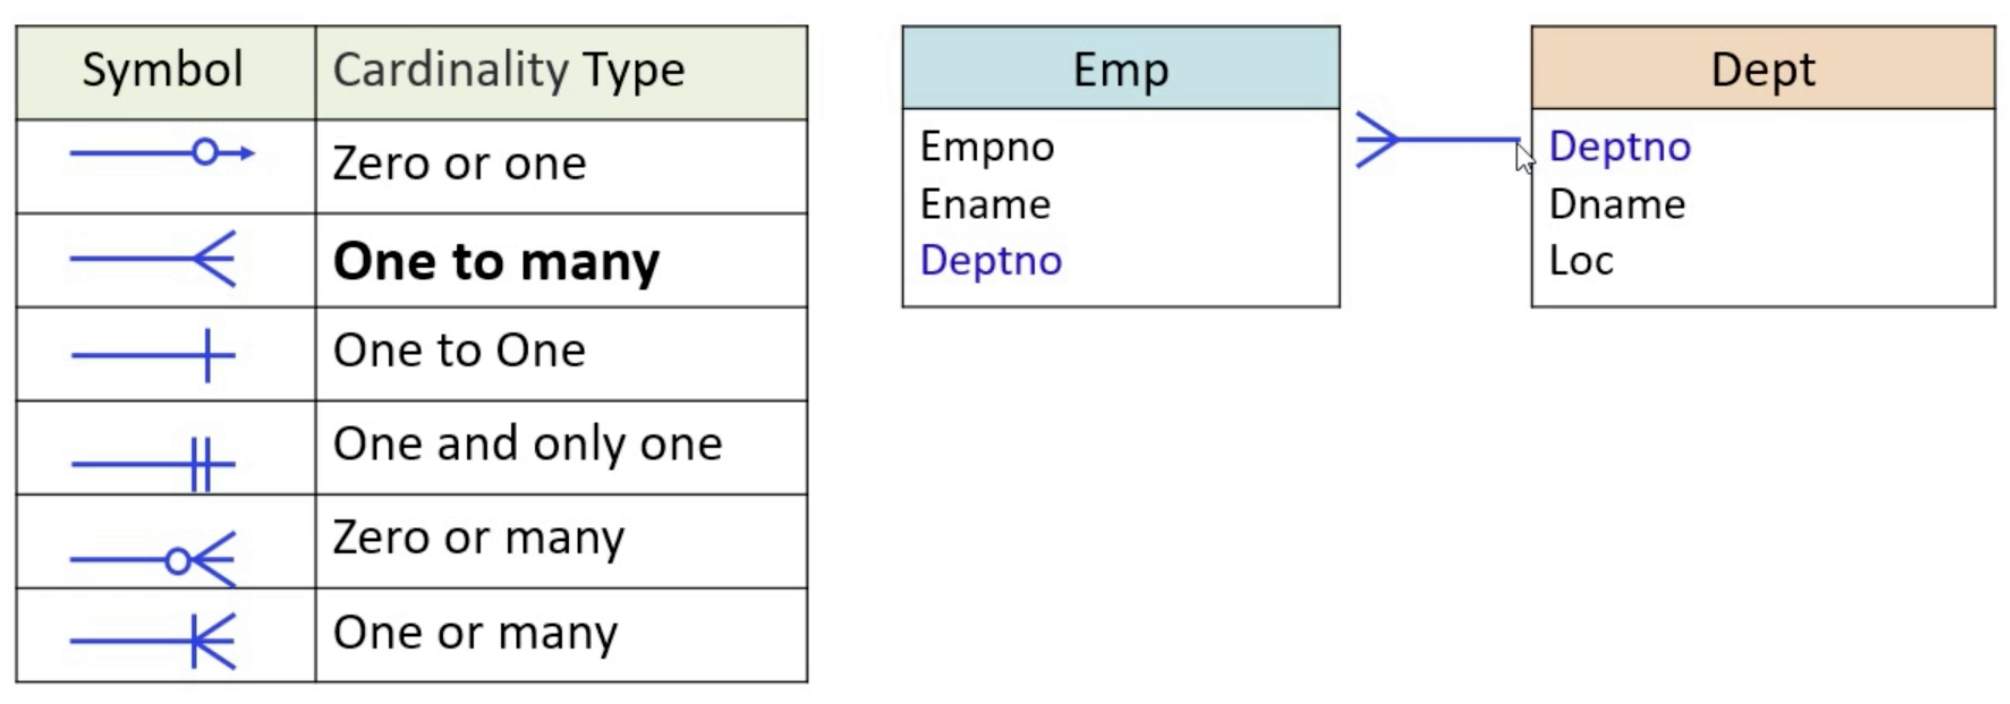 Symbol
Cardinality Type
Zero or one
One to many
One to One
One and only one
Zero or many
One or many
Emp
Empno
Ename
Deptno
Dept
Deptno
Dname
Loc